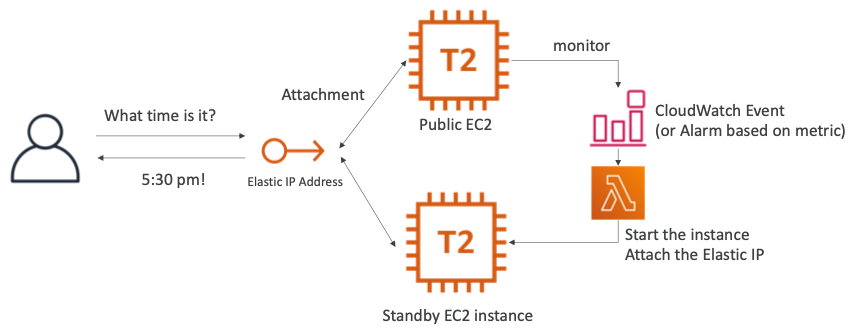 T2
monitor
Attachment
What time is it?
Public EC2
CloudWatch Event
(or Alarm based on metric)
5:30 pm!
Elastic IP Address
λ
T2
Start the instance
Attach the Elastic IP
Standby EC2 instance